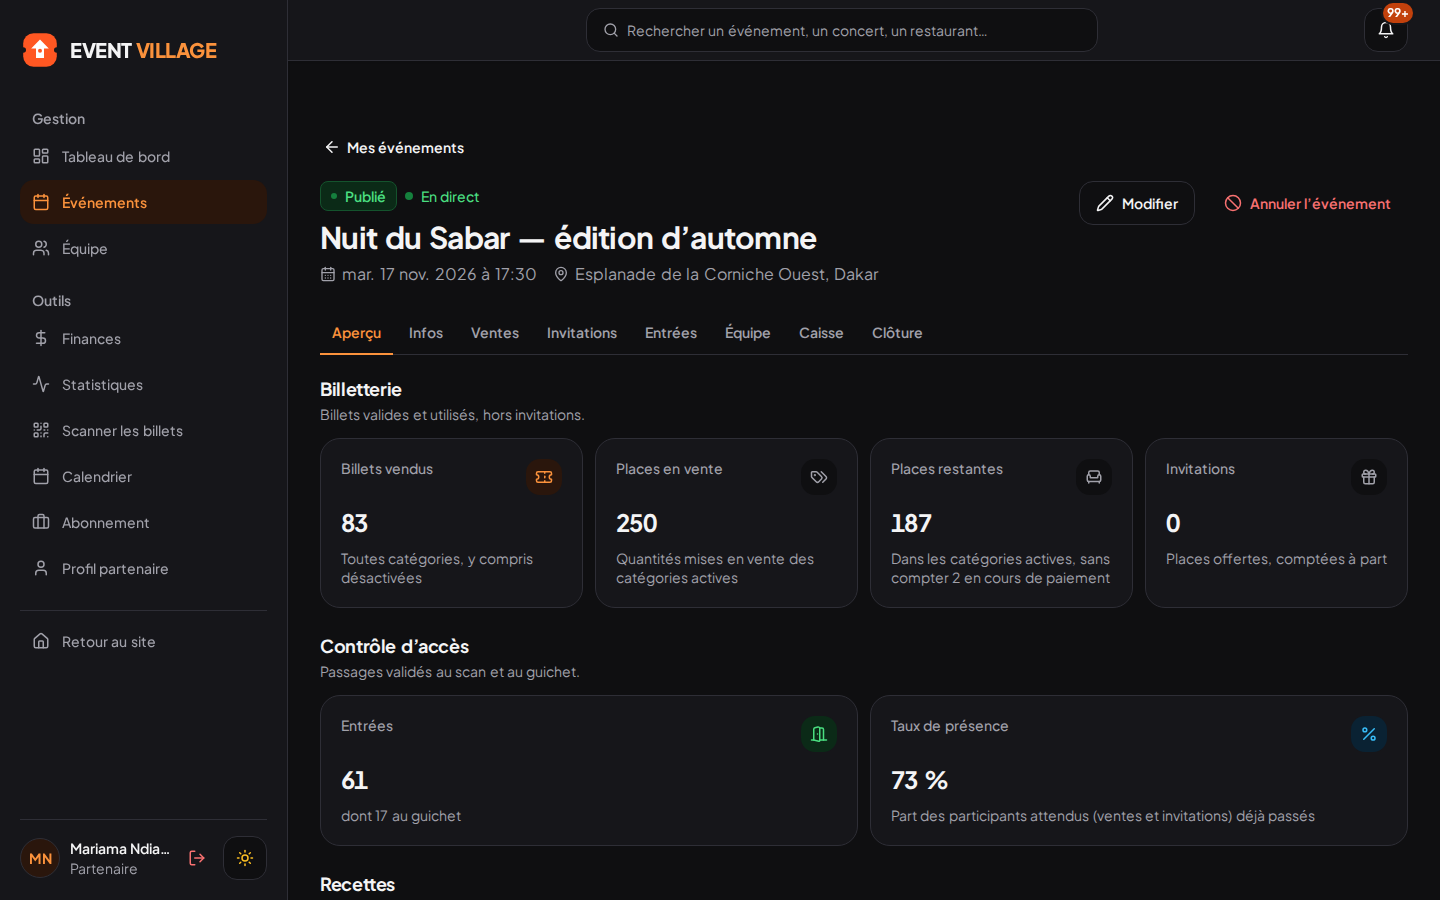 EVENT VILLAGE
Rechercher un événement, un concert, un restaurant…
99+
Gestion
Tableau de bord
Événements
Équipe
Outils
Finances
Statistiques
Scanner les billets
Calendrier
Abonnement
Profil partenaire
Retour au site
MN
Mariama Ndia…
Partenaire
Mes événements
Publié
En direct
Modifier
Annuler l’événement
Nuit du Sabar — édition d’automne
mar. 17 nov. 2026 à 17:30
Esplanade de la Corniche Ouest, Dakar
Aperçu
Infos
Ventes
Invitations
Entrées
Équipe
Caisse
Clôture
Billetterie
Billets valides et utilisés, hors invitations.
Billets vendus
83
Toutes catégories, y compris
désactivées
Places en vente
250
Quantités mises en vente des
catégories actives
Places restantes
187
Dans les catégories actives, sans
compter 2 en cours de paiement
Invitations
0
Places offertes, comptées à part
Contrôle d’accès
Passages validés au scan et au guichet.
Entrées
61
dont 17 au guichet
Taux de présence
73 %
Part des participants attendus (ventes et invitations) déjà passés
Recettes